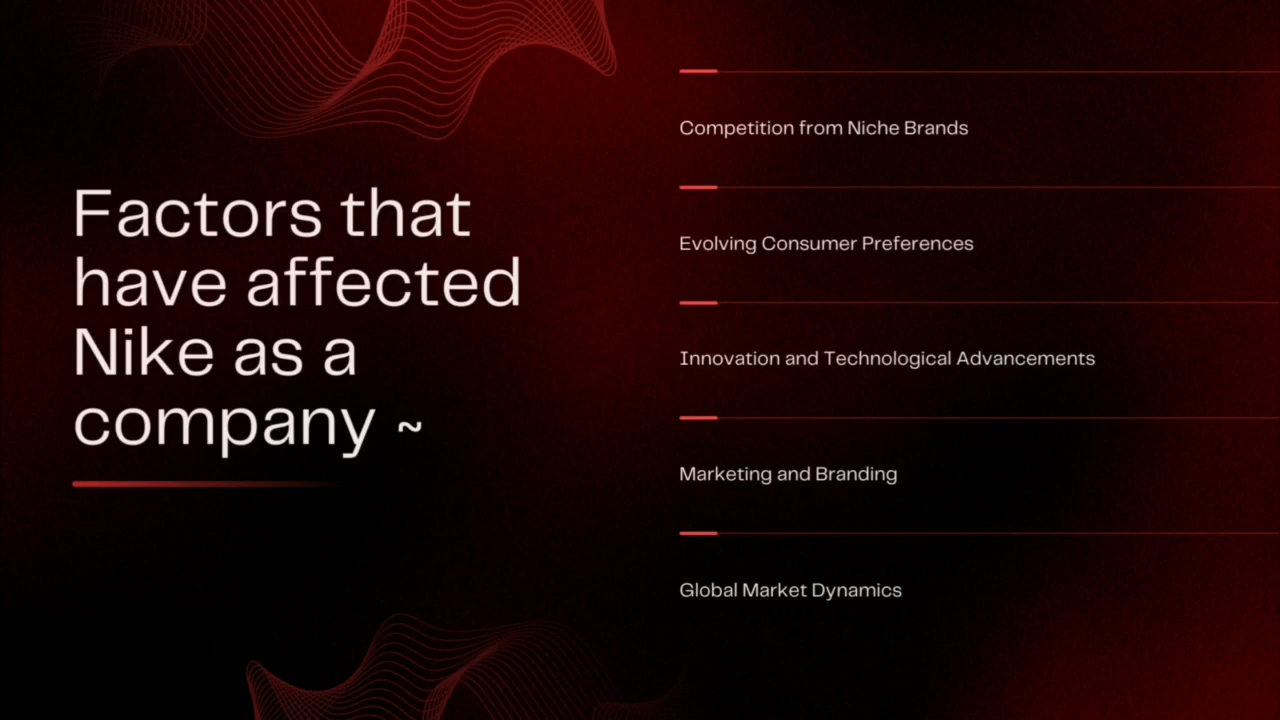 Factors that
have affected
Nike as a
company ~
Competition from Niche Brands
Evolving Consumer Preferences
Innovation and Technological Advancements
Marketing and Branding
Global Market Dynamics